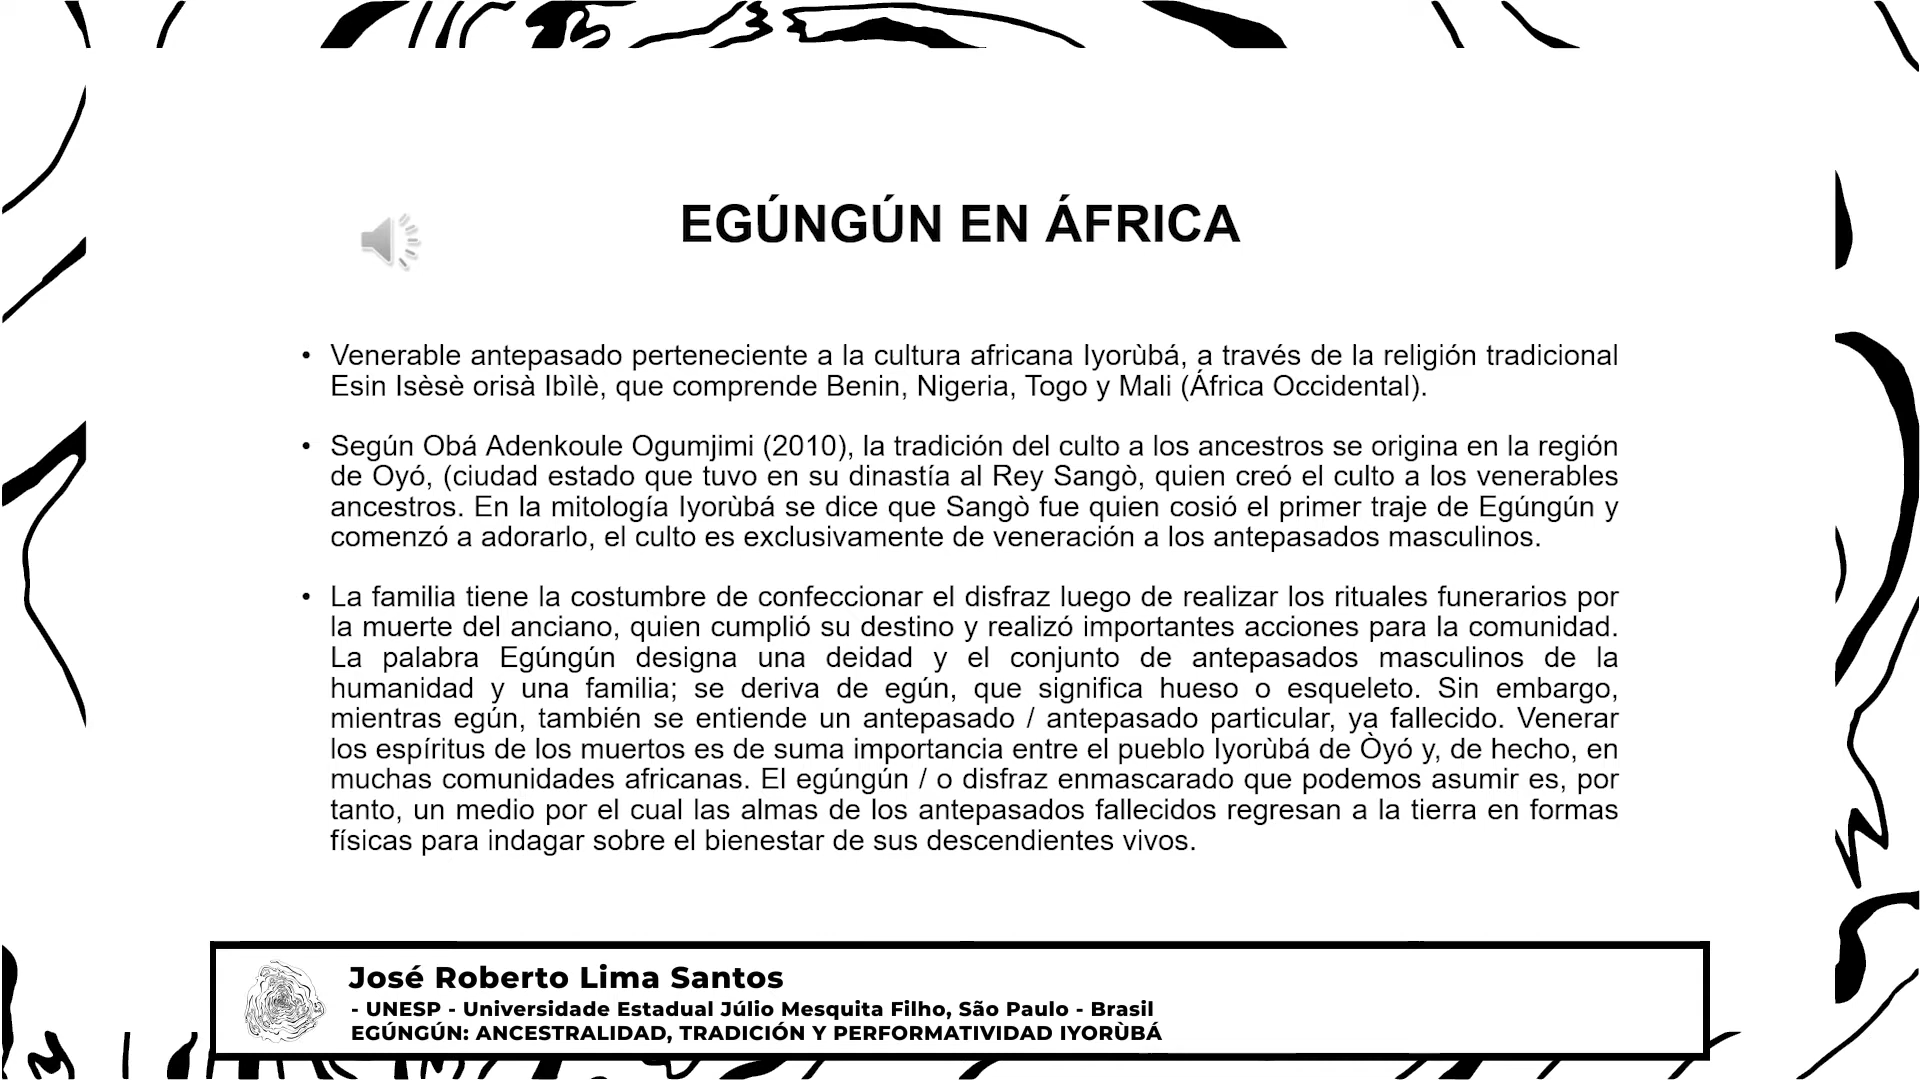 EGÚNGÚN EN ÁFRICA
• Venerable antepasado perteneciente a la cultura africana Iyorùbá, a través de la religión tradicional
Esin Isèsè orisà Ibìlè, que comprende Benin, Nigeria, Togo y Mali (África Occidental).
• Según Obá Adenkoule Ogumjimi (2010), la tradición del culto a los ancestros se origina en la región
de Oyó, (ciudad estado que tuvo en su dinastía al Rey Sangò, quien creó el culto a los venerables
ancestros. En la mitología Iyorùbá se dice que Sangò fue quien cosió el primer traje de Egúngún y
comenzó a adorarlo, el culto es exclusivamente de veneración a los antepasados masculinos.
• La familia tiene la costumbre de confeccionar el disfraz luego de realizar los rituales funerarios por
la muerte del anciano, quien cumplió su destino y realizó importantes acciones para la comunidad.
La palabra Egúngún designa una deidad y el conjunto de antepasados masculinos de la
humanidad y una familia; se deriva de egún, que significa hueso o esqueleto. Sin embargo,
mientras egún, también se entiende un antepasado / antepasado particular, ya fallecido. Venerar
los espíritus de los muertos es de suma importancia entre el pueblo Iyorùbá de Òyó y, de hecho, en
muchas comunidades africanas. El egúngún / o disfraz enmascarado que podemos asumir es, por
tanto, un medio por el cual las almas de los antepasados fallecidos regresan a la tierra en formas
físicas para indagar sobre el bienestar de sus descendientes vivos.
José Roberto Lima Santos
- UNESP - Universidade Estadual Júlio Mesquita Filho, São Paulo - Brasil
EGÚNGÚN: ANCESTRALIDAD, TRADICIÓN Y PERFORMATIVIDAD IYORÙBÁ